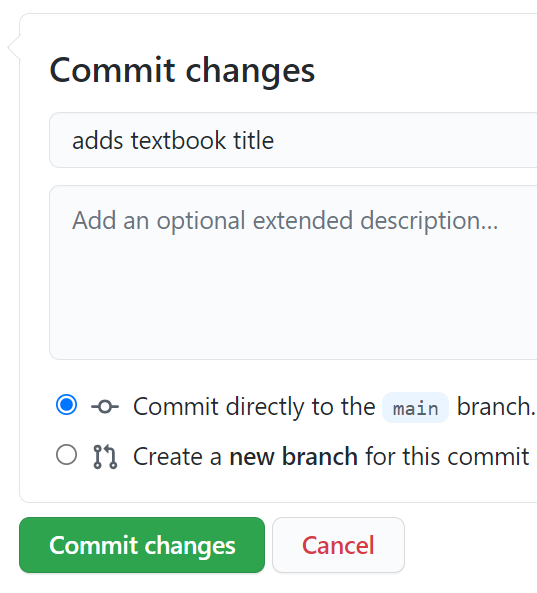 Commit changes
adds textbook title
Add an optional extended description...
Commit directly to the main branch.
Create a new branch for this commit
Commit changes
Cancel